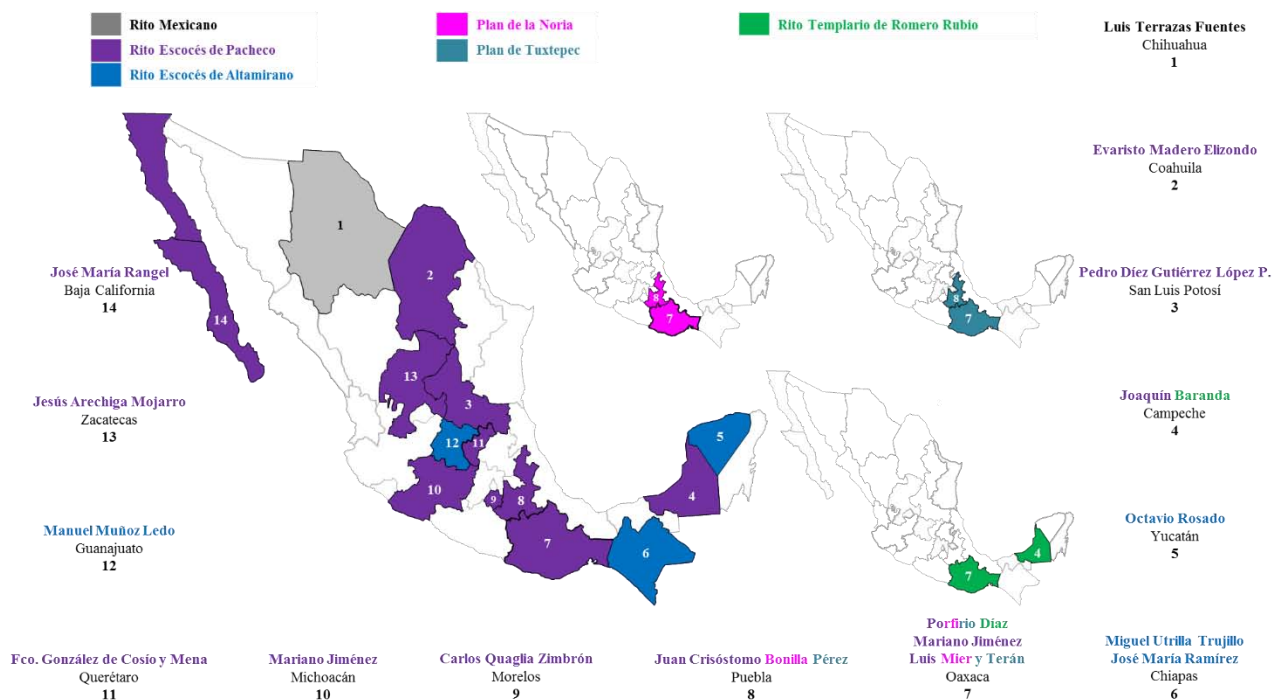 Rito Mexicano
Rito Escocés de Pacheco
Rito Escocés de Altamirano
Plan de la Noria
Plan de Tuxtepec
Rito Templario de Romero Rubio
Luis Terrazas Fuentes
Chihuahua
1
Evaristo Madero Elizondo
Coahuila
2
Pedro Díez Gutiérrez López P.
San Luis Potosí
3
Joaquín Baranda
Campeche
4
Octavio Rosado
Yucatán
5
Miguel Utrilla Trujillo
José María Ramírez
Chiapas
6
Porfirio Díaz
Mariano Jiménez
Luis Mier y Terán
Oaxaca
7
Juan Crisóstomo Bonilla Pérez
Puebla
8
Carlos Quaglia Zimbrón
Morelos
9
Mariano Jiménez
Michoacán
10
Fco. González de Cosío y Mena
Querétaro
11
Manuel Muñoz Ledo
Guanajuato
12
Jesús Arechiga Mojarro
Zacatecas
13
José María Rangel
Baja California
14
1
2
14
13
3
12
11
10
9
8
7
6
5
4
8
7
8
7
4
7